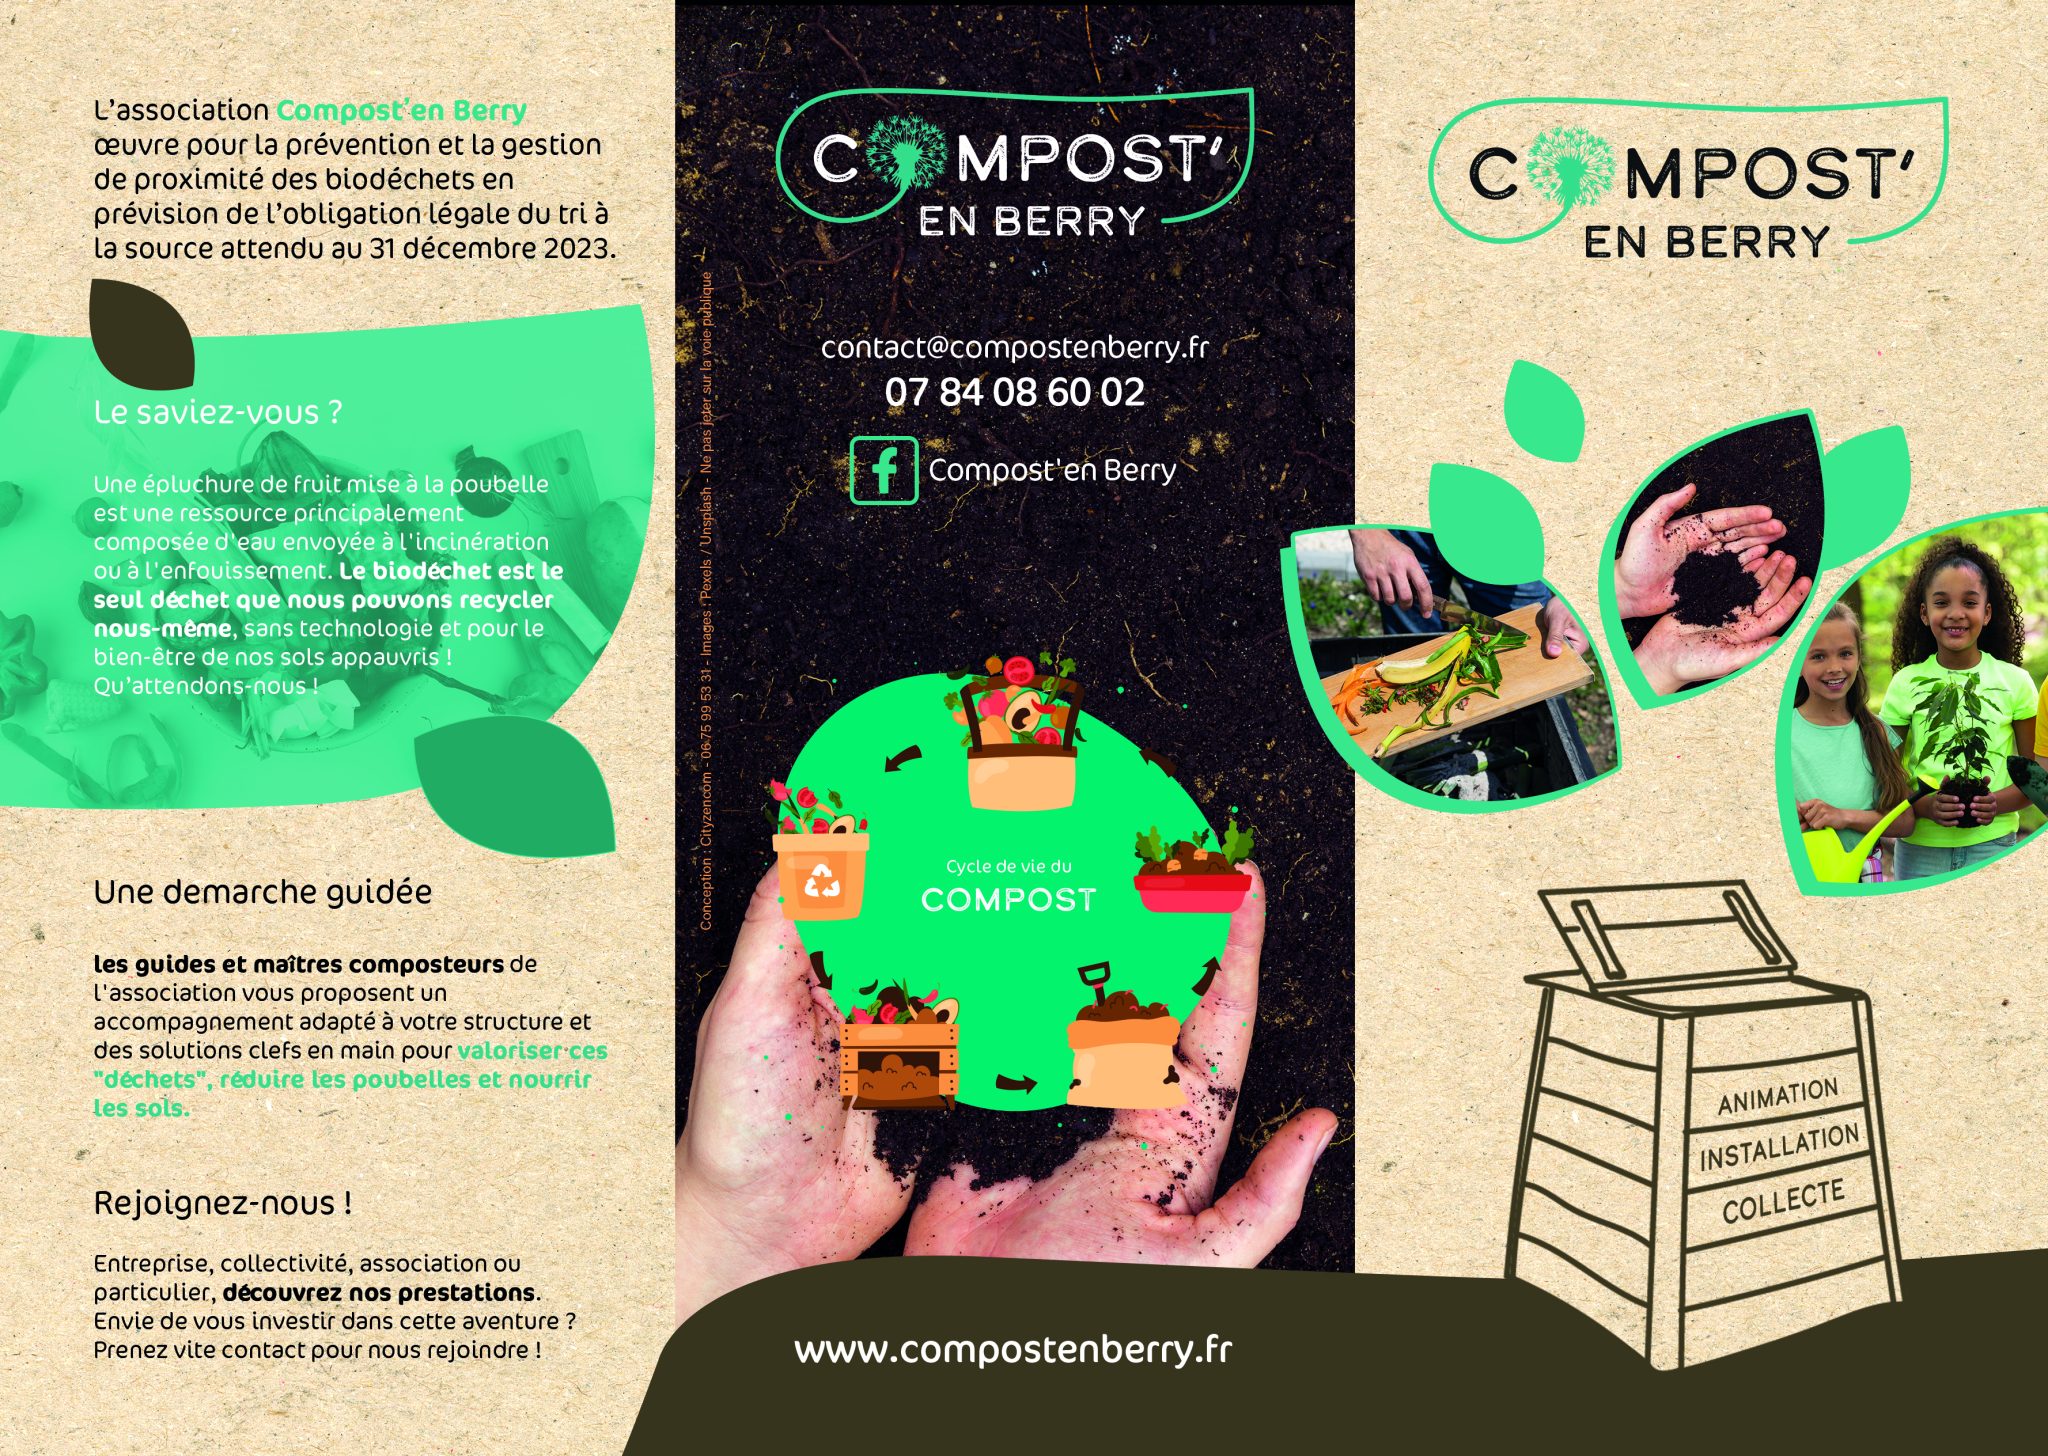 L'association Compost'en Berry
œuvre pour la prévention et la gestion
de proximité des biodéchets en
prévision de l'obligation légale du tri à
la source attendu au 31 décembre 2023.
Le saviez-vous ?
Une épluchure de fruit mise à la poubelle
est une ressource principalement
composée d'eau envoyée à l'incinération
ou à l'enfouissement. Le biodéchet est le
seul déchet que nous pouvons recycler
nous-même, sans technologie et pour le
bien-être de nos sols appauvris !
Qu'attendons-nous !
Une demarche guidée
les guides et maîtres composteurs de
l'association vous proposent un
accompagnement adapté à votre structure et
des solutions clefs en main pour valoriser ces
"déchets", réduire les poubelles et nourrir
les sols.
Rejoignez-nous !
Entreprise, collectivité, association ou
particulier, découvrez nos prestations.
Envie de vous investir dans cette aventure ?
Prenez vite contact pour nous rejoindre !
Conception : Cityzencom - 06 75 99 53 31 - Images : Pexels / Unsplash - Ne pas jeter sur la voie publique
COMPOST'
EN BERRY
contact@compostenberry.fr
07 84 08 60 02
f Compost'en Berry
Cycle de vie du
COMPOST
www.compostenberry.fr
COMPOST'
EN BERRY
ANIMATION
INSTALLATION
COLLECTE